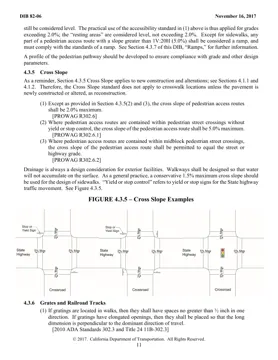 DIB 82-06
November 16, 2017
still be considered level. The practical use of the accessibility standard in (1) above is thus applied for grades
exceeding 2.0%; the "resting areas" are considered level, not exceeding 2.0%. Except for sidewalks, any
part of a pedestrian access route with a slope greater than 1V:20H (5.0%) shall be considered a ramp, and
must comply with the standards of a ramp. See Section 4.3.7 of this DIB, "Ramps," for further information.
A profile of the pedestrian pathway should be developed to ensure compliance with grade and other design
parameters.
4.3.5 Cross Slope
As a reminder, Section 4.3.5 Cross Slope applies to new construction and alterations; see Sections 4.1.1 and
4.1.2. Therefore, the Cross Slope standard does not apply to crosswalk locations unless the pavement is
newly constructed or altered, as reconstruction.
(1) Except as provided in Section 4.3.5(2) and (3), the cross slope of pedestrian access routes
shall be 2.0% maximum.
[PROWAG R302.6]
(2) Where pedestrian access routes are contained within pedestrian street crossings without
yield or stop control, the cross slope of the pedestrian access route shall be 5.0% maximum.
[PROWAG R302.6.1]
(3) Where pedestrian access routes are contained within midblock pedestrian street crossings,
the cross slope of the pedestrian access route shall be permitted to equal the street or
highway grade.
[PROWAG R302.6.2]
Drainage is always a design consideration for exterior facilities. Walkways shall be designed so that water
will not accumulate on the surface. As a general practice, a conservative 1.5% maximum cross slope should
be used for the design of sidewalks. "Yield or stop control" refers to yield or stop signs for the State highway
traffic movement. See Figure 4.3.5.
FIGURE 4.3.5 – Cross Slope Examples
Stop or
Yield Sign
Stop or
Yield Sign
State
Highway
State
Highway
State
Highway
Crossroad
Crossroad
4.3.6 Grates and Railroad Tracks
(1) If gratings are located in walks, then they shall have spaces no greater than ½ inch in one
direction. If gratings have elongated openings, then they shall be placed so that the long
dimension is perpendicular to the dominant direction of travel.
[2010 ADA Standards 302.3 and Title 24 11B-302.3]
© 2017. California Department of Transportation. All Rights Reserved.
11